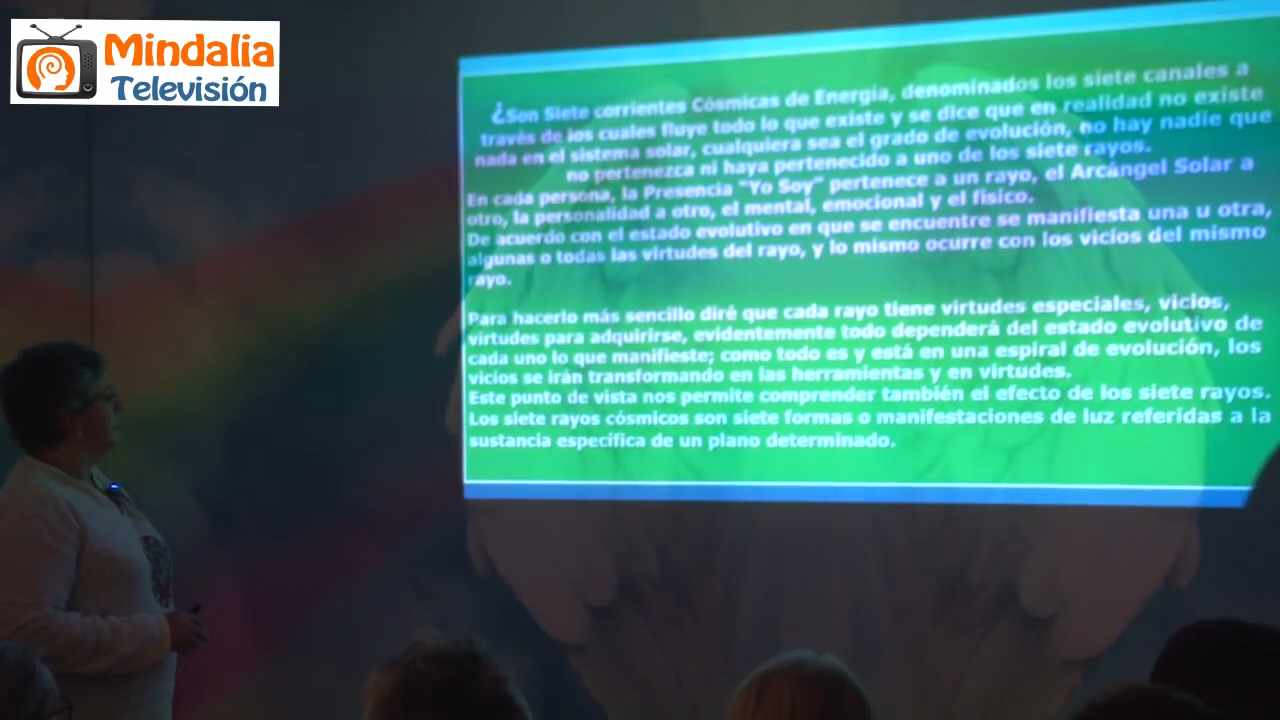 Mindalia
Televisión
¿Son Siete corrientes Cósmicas de Energía, denominados los siete canales a
través de los cuales fluye todo lo que existe y se dice que en realidad no existe
nada en el sistema solar, cualquiera sea el grado de evolución, no hay nadie que
no pertenezca ni haya pertenecido a uno de los siete rayos.
En cada persona, la Presencia "Yo Soy" pertenece a un rayo, el Arcángel Solar a
otro, la personalidad a otro, el mental, emocional y el físico.
De acuerdo con el estado evolutivo en que se encuentre se manifiesta una u otra,
algunas o todas las virtudes del rayo, y lo mismo ocurre con los vicios del mismo
rayo.
Para hacerlo más sencillo diré que cada rayo tiene virtudes especiales, vicios,
virtudes para adquirirse, evidentemente todo dependerá del estado evolutivo de
cada uno lo que manifieste; como todo es y está en una espiral de evolución, los
vicios se irán transformando en las herramientas y en virtudes.
Este punto de vista nos permite comprender también el efecto de los siete rayos.
Los siete rayos cósmicos son siete formas o manifestaciones de luz referidas a la
sustancia específica de un plano determinado.